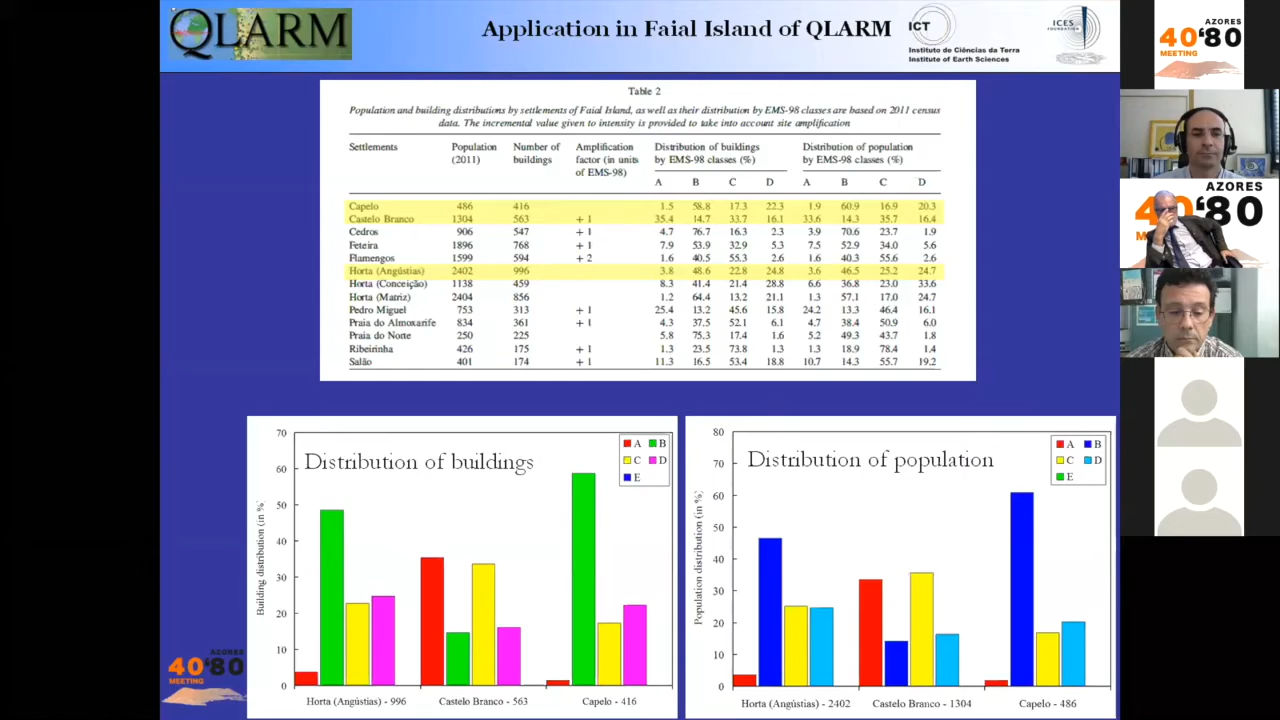 QLARM
Application in Faial Island of QLARM
ICT
Instituto de Ciências da Terra
Institute of Earth Sciences
ICES
FOUNDATION
AZORES
40'80
MEETING
Table 2
Population and building distributions by settlements of Faial Island, as well as their distribution by EMS-98 classes are based on 2011 census
data. The incremental value given to intensity is provided to take into account site amplification
Settlements Population (2011) Number of buildings Amplification factor (in units of EMS-98) Distribution of buildings by EMS-98 classes (%) Distribution of population by EMS-98 classes (%)
A B C D A B C D
Capelo 486 416 1.5 58.8 17.3 22.3 1.9 60.9 16.9 20.3
Castelo Branco 1304 563 + 1 35.4 14.7 33.7 16.1 33.6 14.3 35.7 16.4
Cedros 906 547 + 1 4.7 76.7 16.3 2.3 3.9 70.6 23.7 1.9
Feteira 1896 768 + 1 7.9 53.9 32.9 5.3 7.5 52.9 34.0 5.6
Flamengos 1599 594 + 2 1.6 40.5 55.3 2.6 1.6 40.3 55.6 2.6
Horta (Angústias) 2402 996 3.8 48.6 22.8 24.8 3.6 46.5 25.2 24.7
Horta (Conceição) 1138 459 8.3 41.4 21.4 28.8 6.6 36.8 23.0 33.6
Horta (Matriz) 2404 856 1.2 64.4 13.2 21.1 1.3 57.1 17.0 24.7
Pedro Miguel 753 313 + 1 25.4 13.2 45.6 15.8 24.2 13.3 46.4 16.1
Praia do Almoxarife 834 361 + 1 4.3 37.5 52.1 6.1 4.7 38.4 50.9 6.0
Praia do Norte 250 225 5.8 75.3 17.4 1.6 5.2 49.3 43.7 1.8
Ribeirinha 426 175 + 1 1.3 23.5 73.8 1.3 1.3 18.9 78.4 1.4
Salão 401 174 + 1 11.3 16.5 53.4 18.8 10.7 14.3 55.7 19.2
AZORES
40 80
Distribution of buildings
A B
C D
E
Building distribution (in %)
70
60
50
40
30
20
10
0
Horta (Angústias) - 996 Castelo Branco - 563 Capelo - 416
Distribution of population
A B
C D
E
Population distribution (in %)
80
70
60
50
40
30
20
10
0
Horta (Angústias) - 2402 Castelo Branco - 1304 Capelo - 486
AZORES
40'80
MEETING